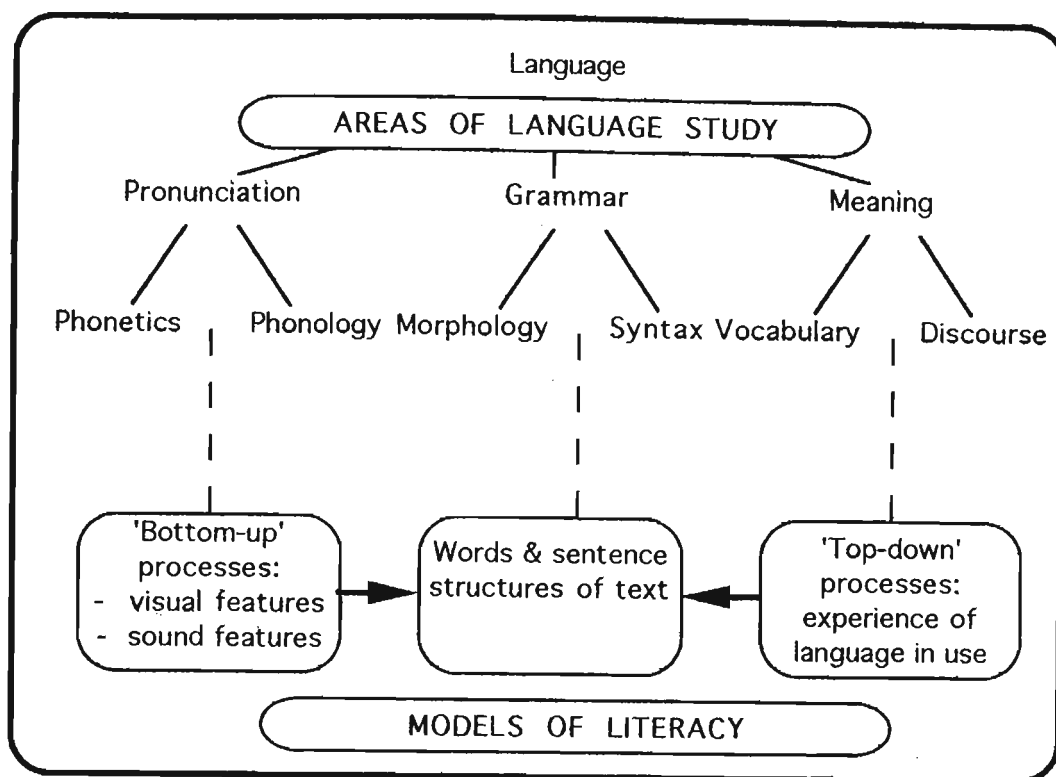 Language
AREAS OF LANGUAGE STUDY
Pronunciation Grammar Meaning
Phonetics Phonology Morphology Syntax Vocabulary Discourse
'Bottom-up'
processes:
- visual features
- sound features
Words & sentence
structures of text
'Top-down'
processes:
experience of
language in use
MODELS OF LITERACY